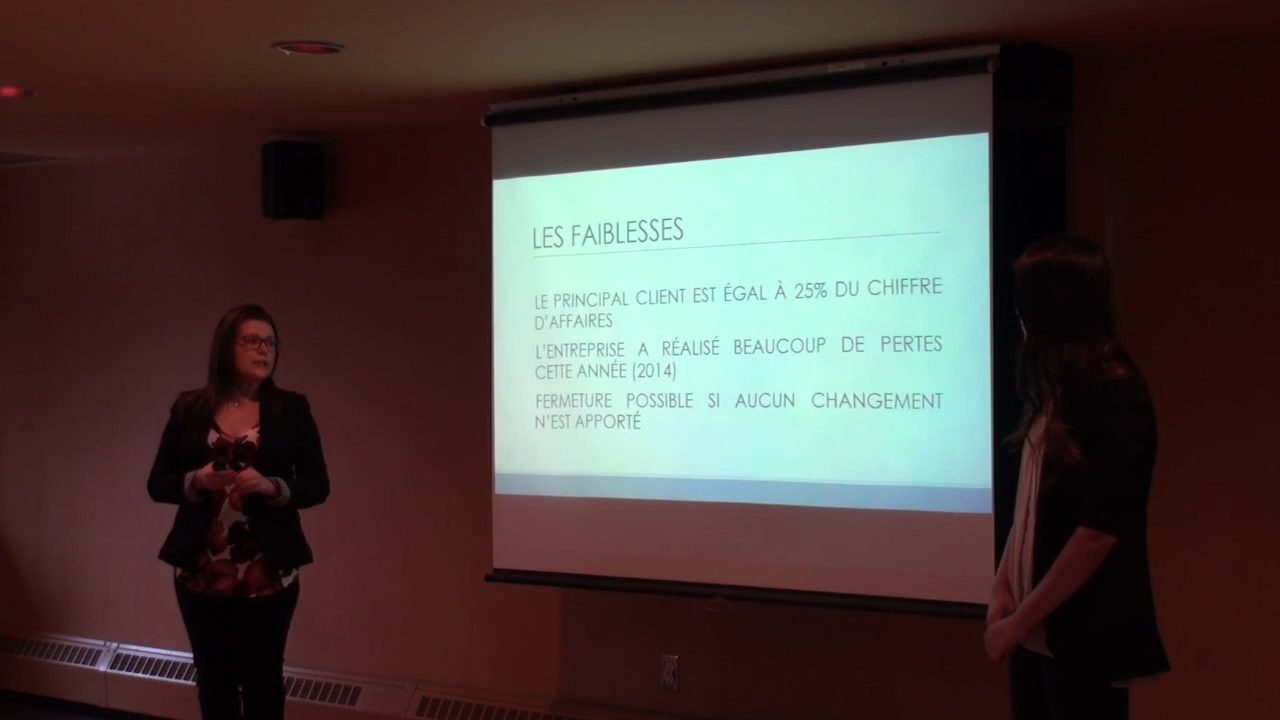 LES FAIBLESSES
LE PRINCIPAL CLIENT EST ÉGAL À 25% DU CHIFFRE
D'AFFAIRES
L'ENTREPRISE A RÉALISÉ BEAUCOUP DE PERTES
CETTE ANNÉE (2014)
FERMETURE POSSIBLE SI AUCUN CHANGEMENT
N'EST APPORTÉ